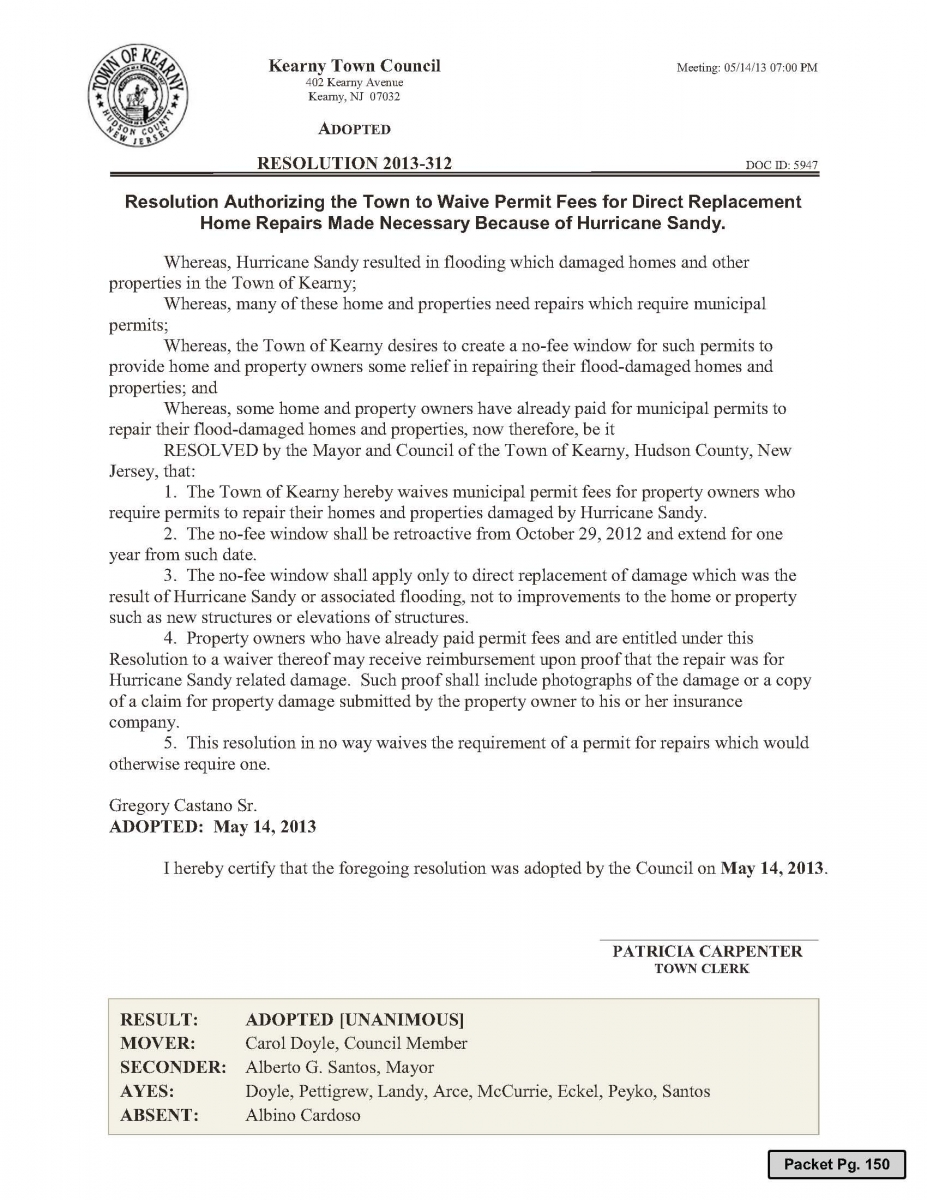 TOWN OF KEARNY
HUDSON COUNTY
NEW JERSEY
Kearny Town Council
402 Kearny Avenue
Kearny, NJ 07032
Meeting: 05/14/13 07:00 PM
ADOPTED
RESOLUTION 2013-312
DOC ID: 5947
Resolution Authorizing the Town to Waive Permit Fees for Direct Replacement
Home Repairs Made Necessary Because of Hurricane Sandy.
Whereas, Hurricane Sandy resulted in flooding which damaged homes and other
properties in the Town of Kearny;
Whereas, many of these home and properties need repairs which require municipal
permits;
Whereas, the Town of Kearny desires to create a no-fee window for such permits to
provide home and property owners some relief in repairing their flood-damaged homes and
properties; and
Whereas, some home and property owners have already paid for municipal permits to
repair their flood-damaged homes and properties, now therefore, be it
RESOLVED by the Mayor and Council of the Town of Kearny, Hudson County, New
Jersey, that:
1. The Town of Kearny hereby waives municipal permit fees for property owners who
require permits to repair their homes and properties damaged by Hurricane Sandy.
2. The no-fee window shall be retroactive from October 29, 2012 and extend for one
year from such date.
3. The no-fee window shall apply only to direct replacement of damage which was the
result of Hurricane Sandy or associated flooding, not to improvements to the home or property
such as new structures or elevations of structures.
4. Property owners who have already paid permit fees and are entitled under this
Resolution to a waiver thereof may receive reimbursement upon proof that the repair was for
Hurricane Sandy related damage. Such proof shall include photographs of the damage or a copy
of a claim for property damage submitted by the property owner to his or her insurance
company.
5. This resolution in no way waives the requirement of a permit for repairs which would
otherwise require one.
Gregory Castano Sr.
ADOPTED: May 14, 2013
I hereby certify that the foregoing resolution was adopted by the Council on May 14, 2013.
PATRICIA CARPENTER
TOWN CLERK
RESULT: ADOPTED [UNANIMOUS]
MOVER: Carol Doyle, Council Member
SECONDER: Alberto G. Santos, Mayor
AYES: Doyle, Pettigrew, Landy, Arce, McCurrie, Eckel, Peyko, Santos
ABSENT: Albino Cardoso
Packet Pg. 150